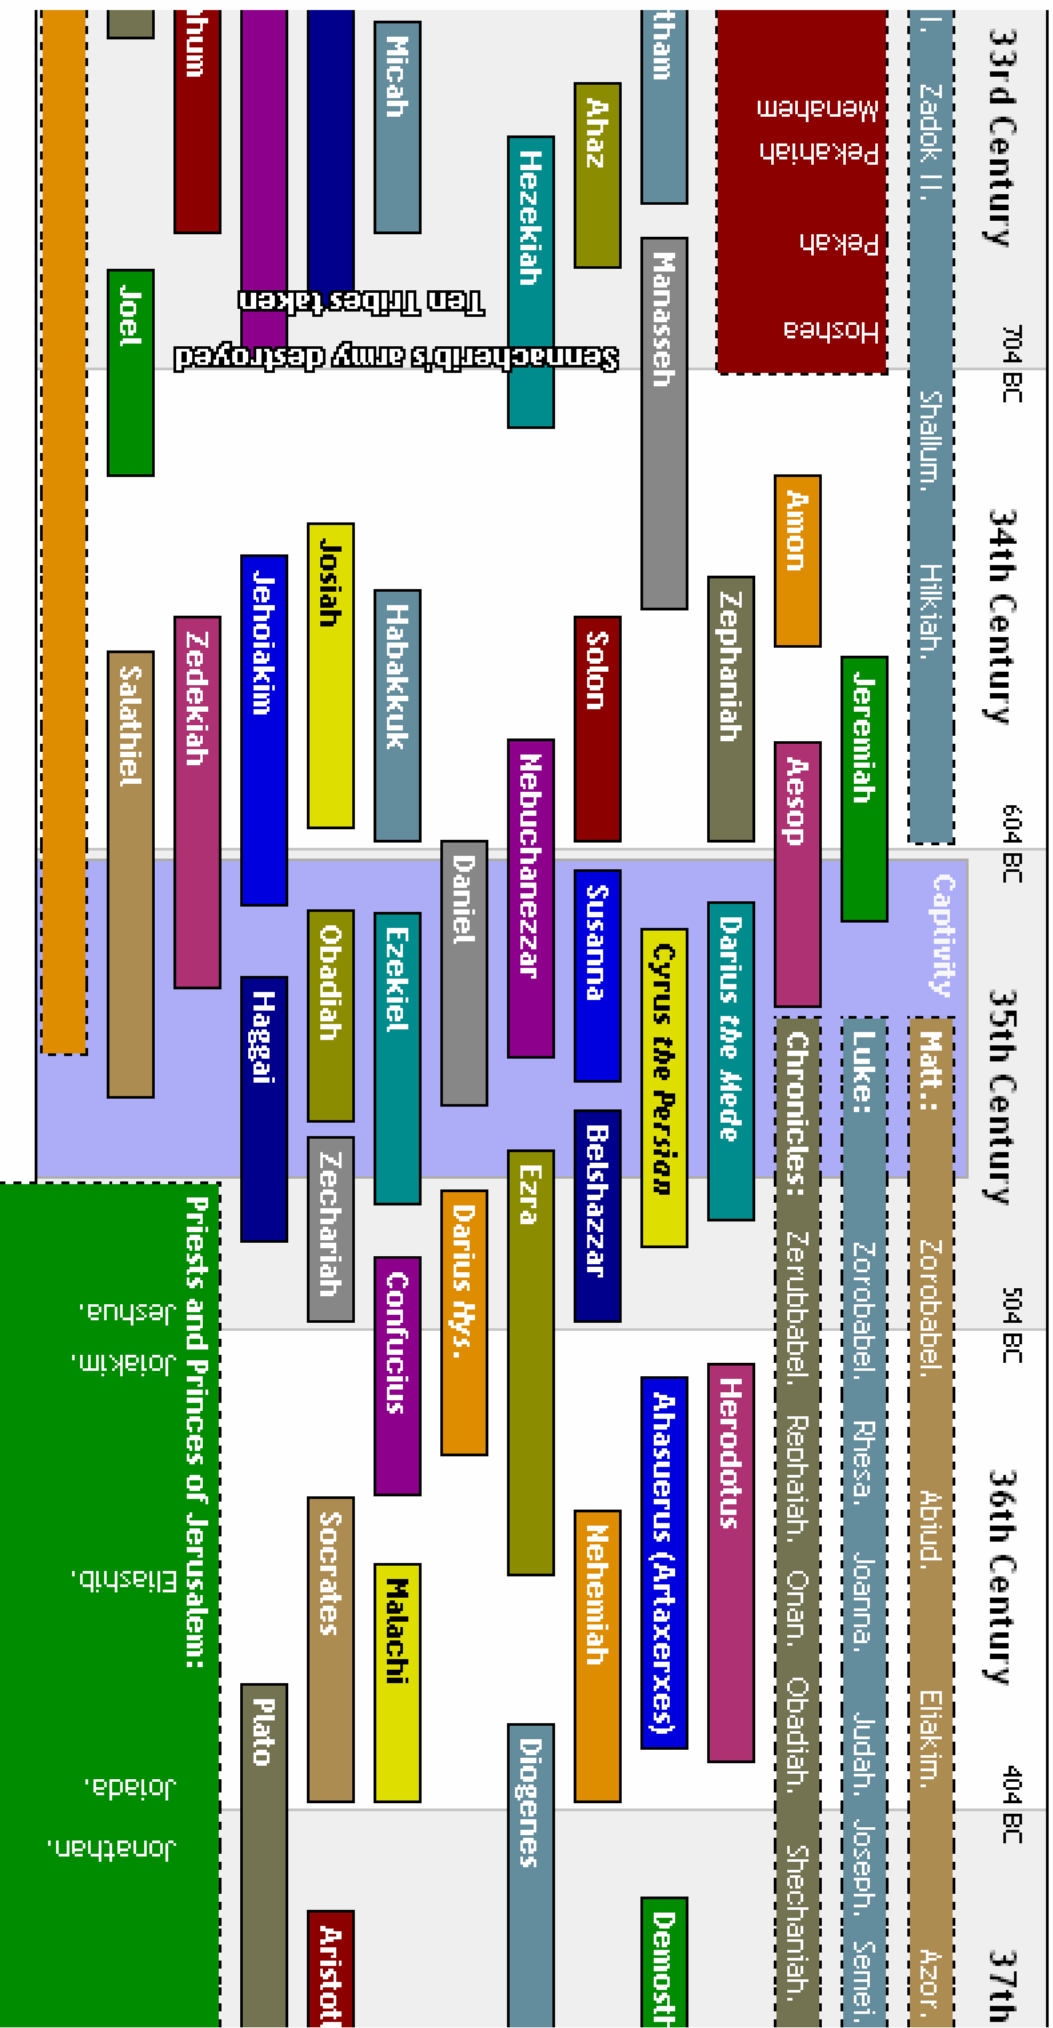 33rd Century
704 BC
34th Century
604 BC
35th Century
504 BC
36th Century
404 BC
37th
I. Zadok II. Shallum. Hilkiah.
Captivity
Matt.: Zorobabel. Abiud. Eliakim. Azor.
Luke: Zorobabel. Rhesa. Joanna. Judah. Joseph. Semei.
Chronicles: Zerubbabel. Rephaiah. Onan. Obadiah. Shechaniah.
Menahem
Pekahiah
Pekah
Hoshea
Jeremiah
Amon
Aesop
Zephaniah
Darius the Mede
Herodotus
tham
Manasseh
Cyrus the Persian
Ahasuerus (Artaxerxes)
Demosth
Ahaz
Solon
Susanna
Belshazzar
Nehemiah
Hezekiah
Nebuchanezzar
Ezra
Diogenes
Daniel
Darius Hys.
Ten Tribes taken
Sennacherib's army destroyed
Micah
Habakkuk
Ezekiel
Confucius
Malachi
Josiah
Obadiah
Zechariah
Socrates
Aristot
Jehoiakim
Haggai
Plato
hum
Zedekiah
Joel
Salathiel
Priests and Princes of Jerusalem:
Jeshua.
Joiakim.
Eliashib.
Joiada.
Jonathan.